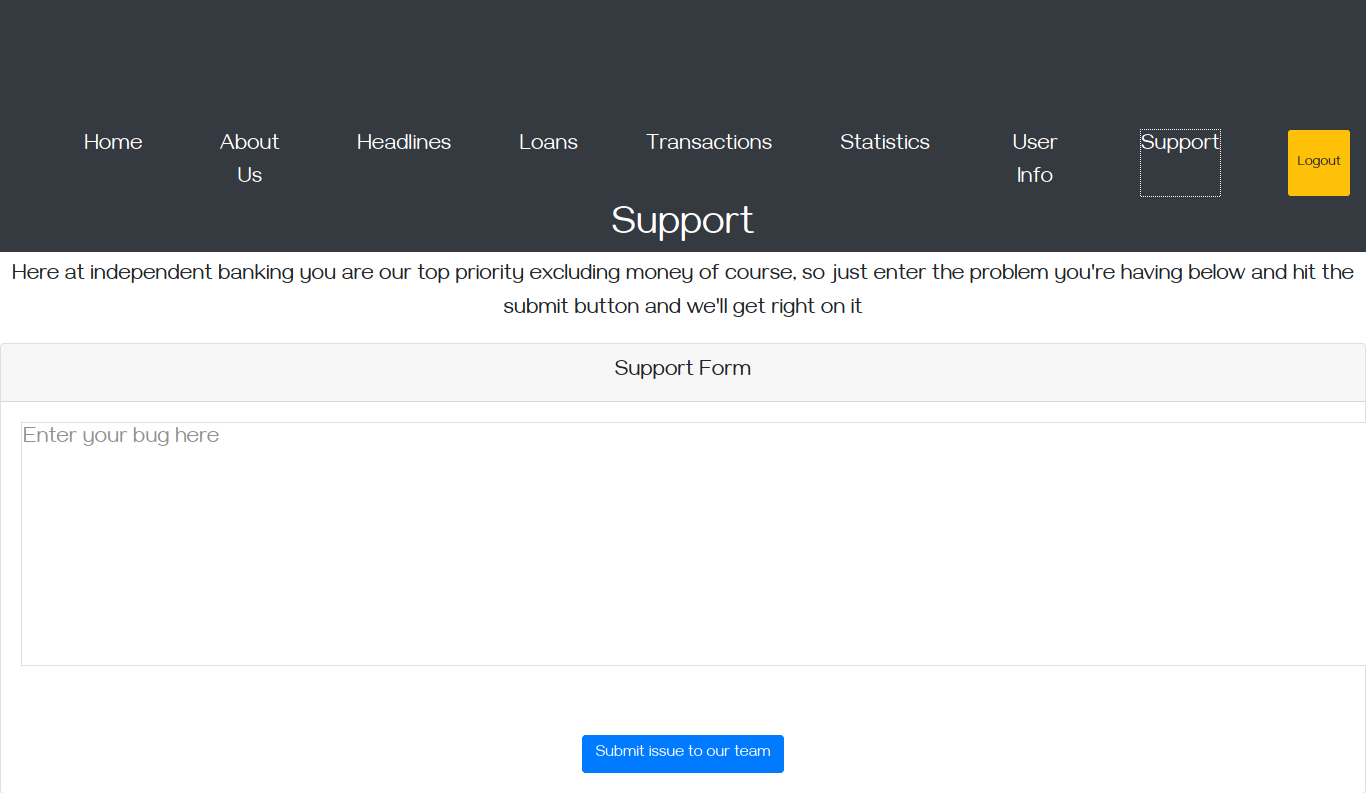 Home About Us Headlines Loans Transactions Statistics User Info Support Logout
Support
Here at independent banking you are our top priority excluding money of course, so just enter the problem you're having below and hit the
submit button and we'll get right on it
Support Form
Enter your bug here
Submit issue to our team